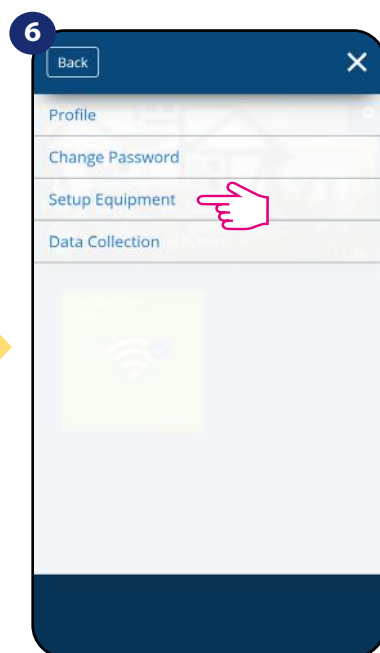 6
Back
Profile
Change Password
Setup Equipment
Data Collection